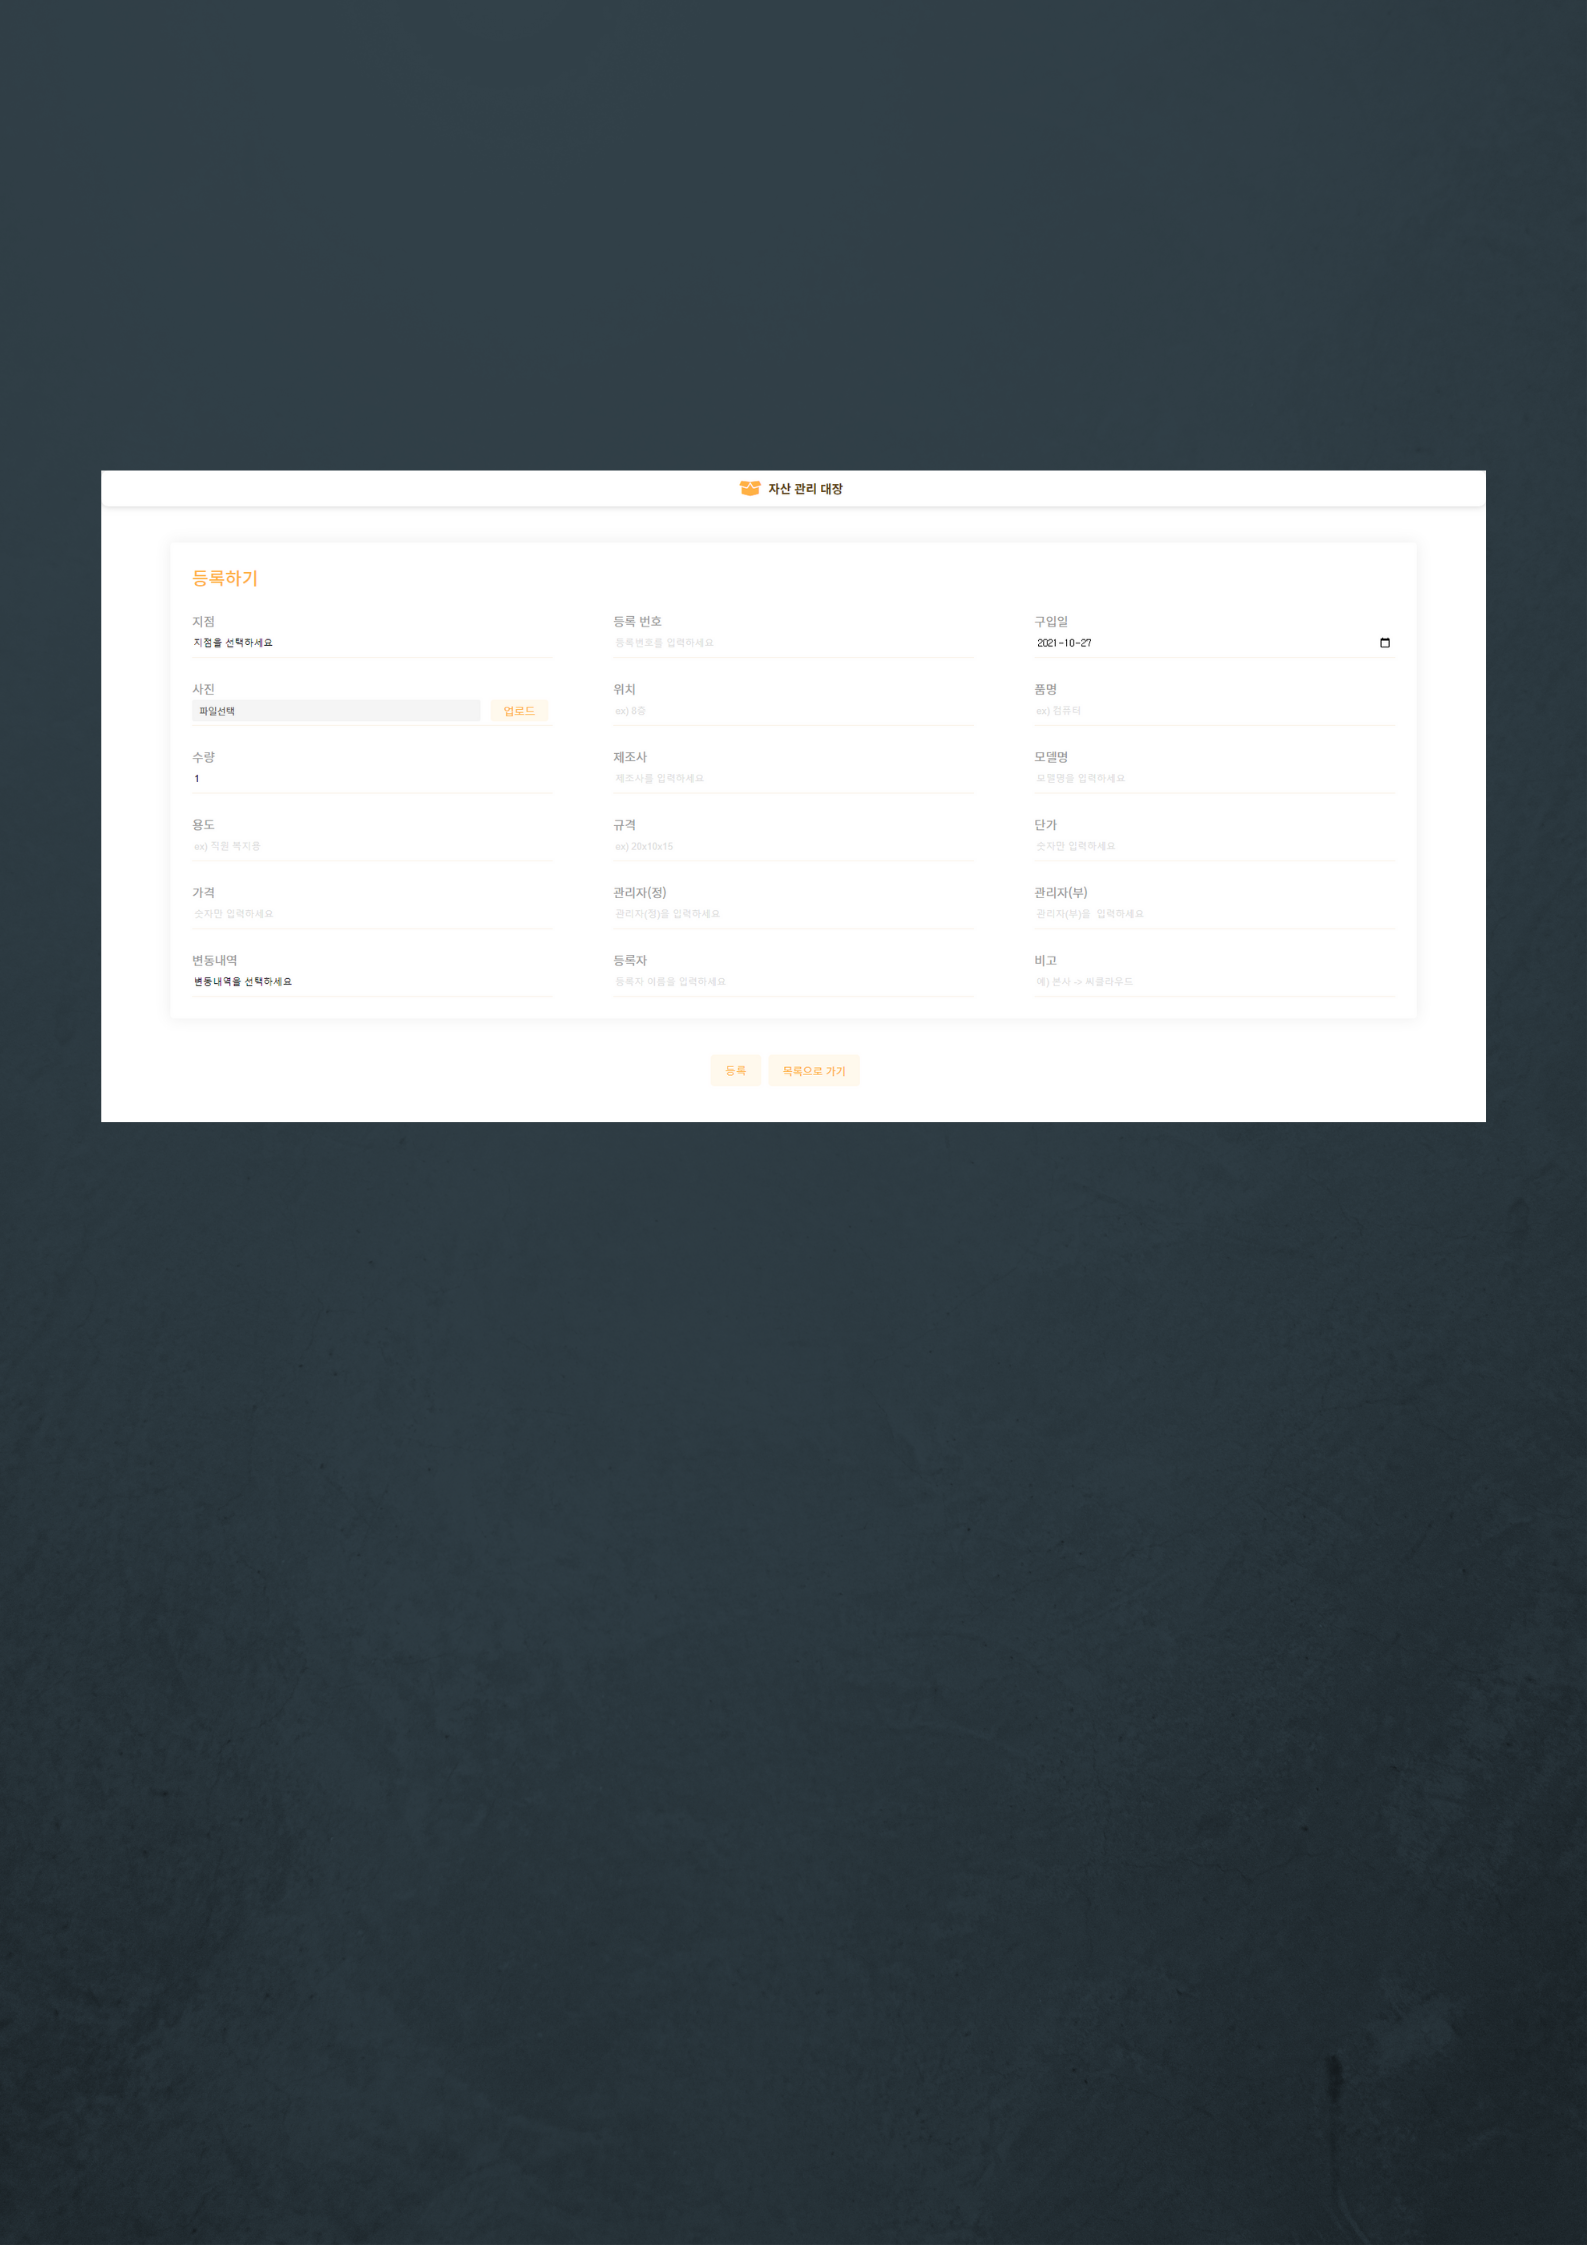 자산 관리 대장
등록하기
지점 등록 번호 구입일
지점을 선택하세요 등록번호를 입력하세요 2021-10-27
사진 위치 품명
파일선택 업로드 ex) 8층 ex) 컴퓨터
수량 제조사 모델명
1 제조사를 입력하세요 모델명을 입력하세요
용도 규격 단가
ex) 직원 복지용 ex) 20x10x15 숫자만 입력하세요
가격 관리자(정) 관리자(부)
숫자만 입력하세요 관리자(정)을 입력하세요 관리자(부)을 입력하세요
변동내역 등록자 비고
변동내역을 선택하세요 등록자 이름을 입력하세요 예) 본사 -> 씨클라우드
등록 목록으로 가기